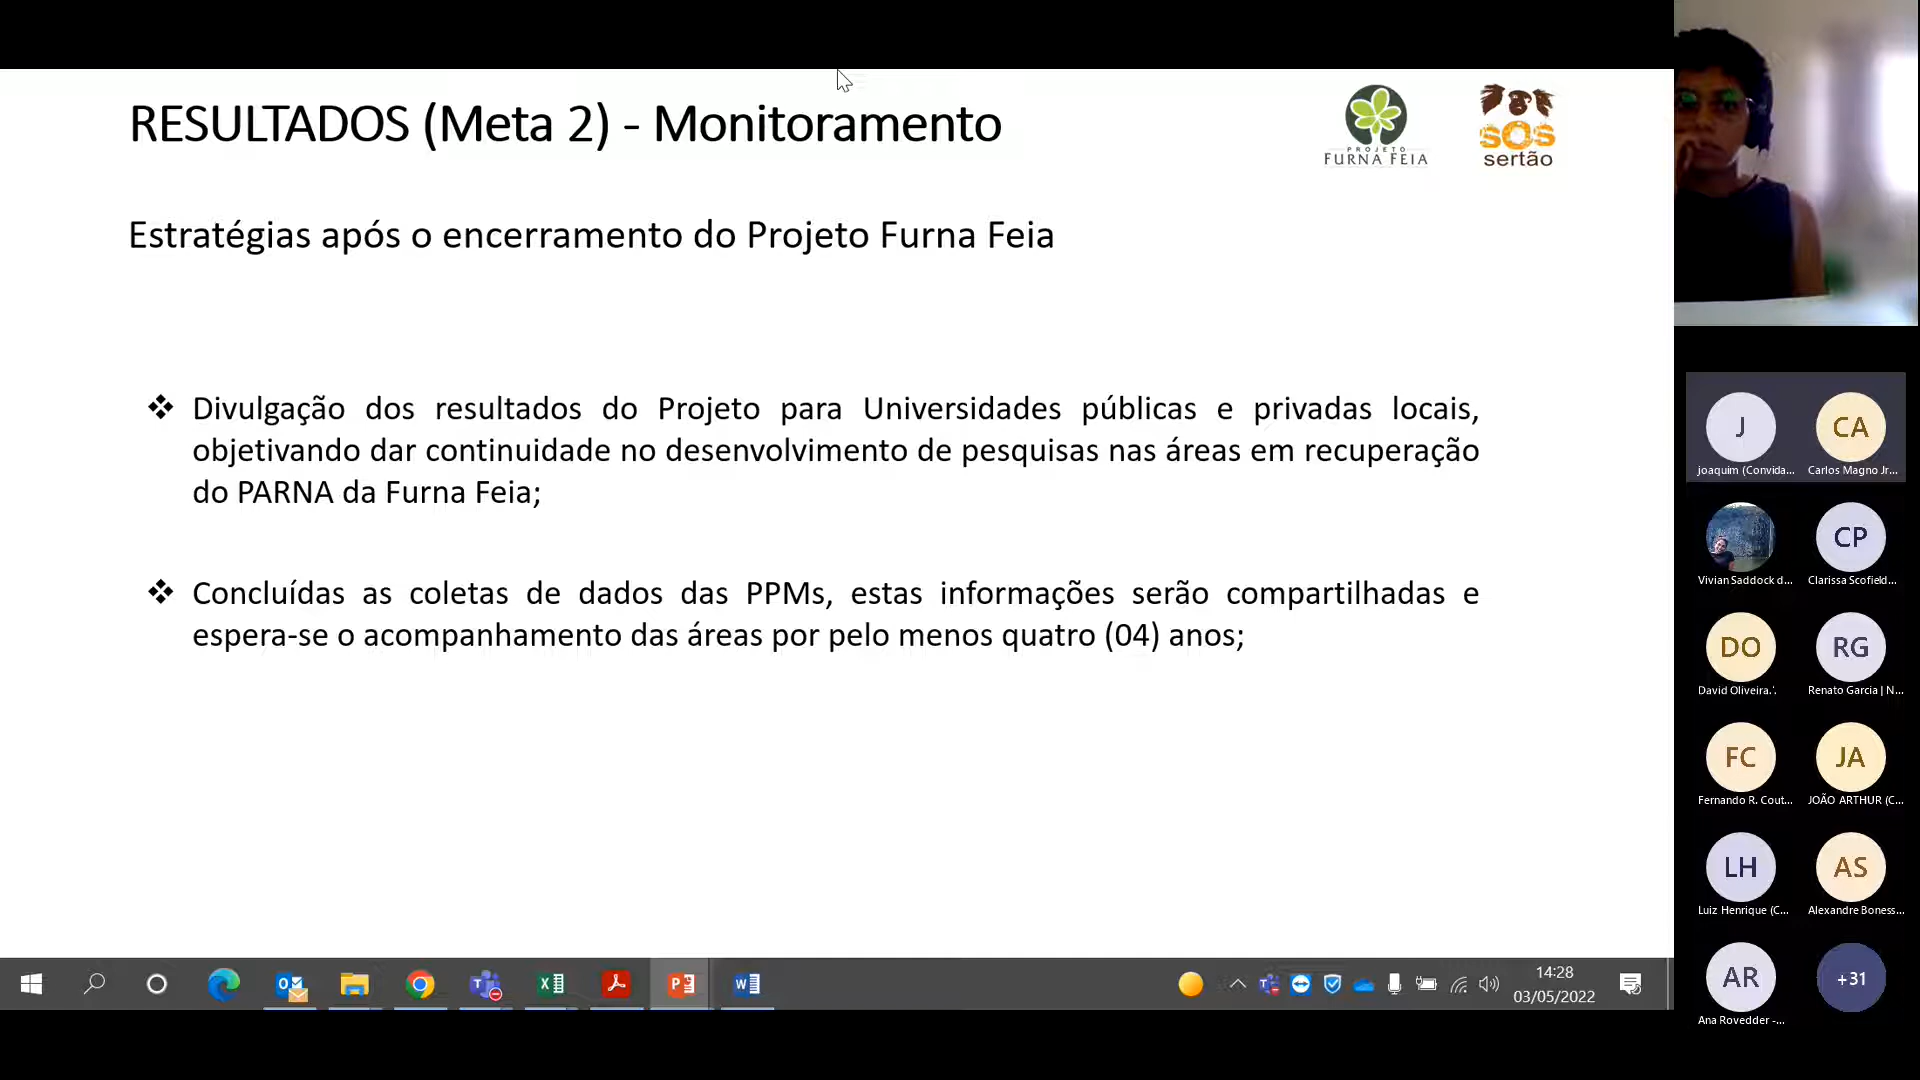 RESULTADOS (Meta 2) - Monitoramento
PROJETO
FURNA FEIA
SOS
sertão
Estratégias após o encerramento do Projeto Furna Feia
Divulgação dos resultados do Projeto para Universidades públicas e privadas locais,
objetivando dar continuidade no desenvolvimento de pesquisas nas áreas em recuperação
do PARNA da Furna Feia;
Concluídas as coletas de dados das PPMs, estas informações serão compartilhadas e
espera-se o acompanhamento das áreas por pelo menos quatro (04) anos;
J
CA
joaquim (Convida...
Carlos Magno Jr...
CP
Vivian Saddock d...
Clarissa Scofield...
DO
RG
David Oliveira.'.
Renato Garcia | N...
FC
JA
Fernando R. Cout...
JOÃO ARTHUR (C...
LH
AS
Luiz Henrique (C...
Alexandre Boness...
AR
+31
Ana Rovedder -...
14:28
03/05/2022